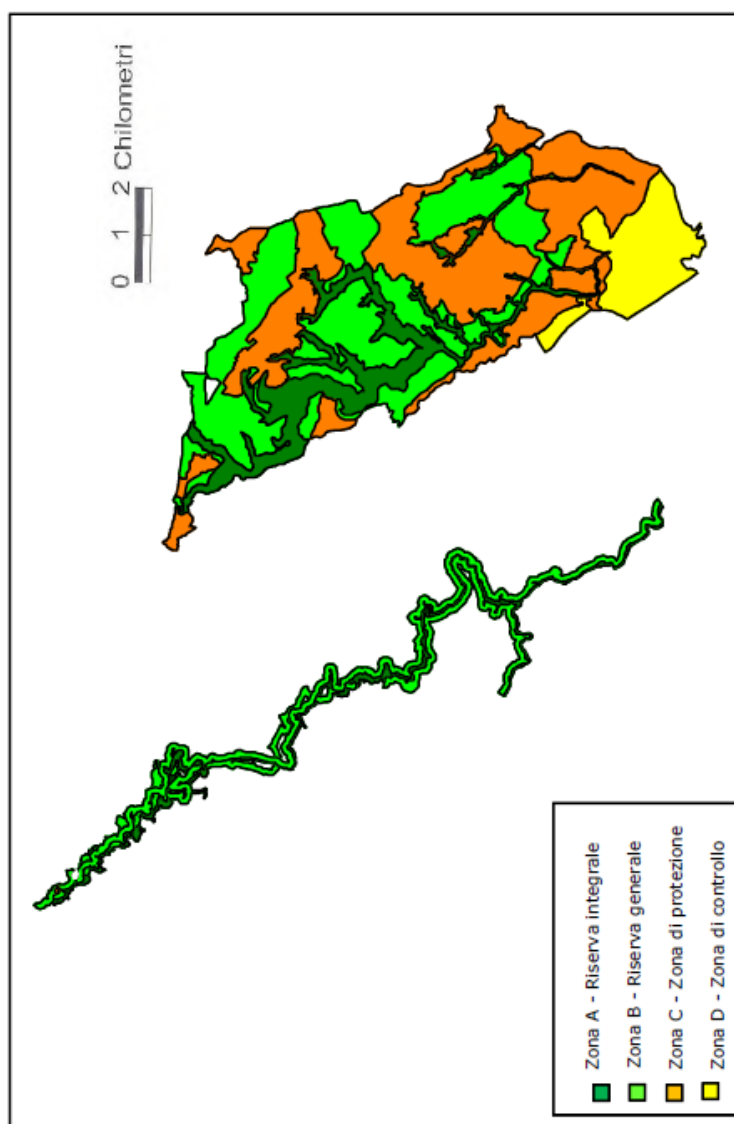 0 1 2 Chilometri
Zona A - Riserva integrale
Zona B - Riserva generale
Zona C - Zona di protezione
Zona D - Zona di controllo